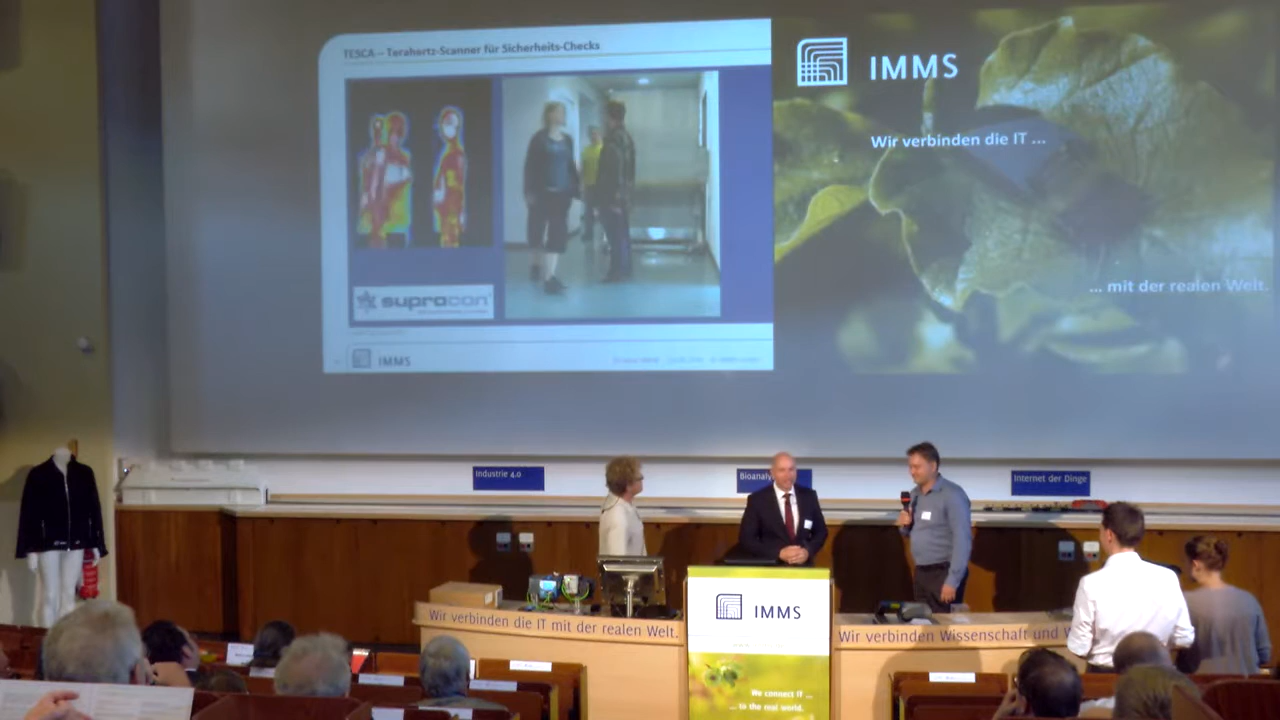 TESCA – Terahertz-Scanner für Sicherheits-Checks
supracon
IMMS
IMMS
Wir verbinden die IT ...
... mit der realen Welt.
Industrie 4.0
Bioanaly
Internet der Dinge
IMMS
We connect IT ...
... to the real world.
Wir verbinden die IT mit der realen Welt.
Wir verbinden Wissenschaft und W